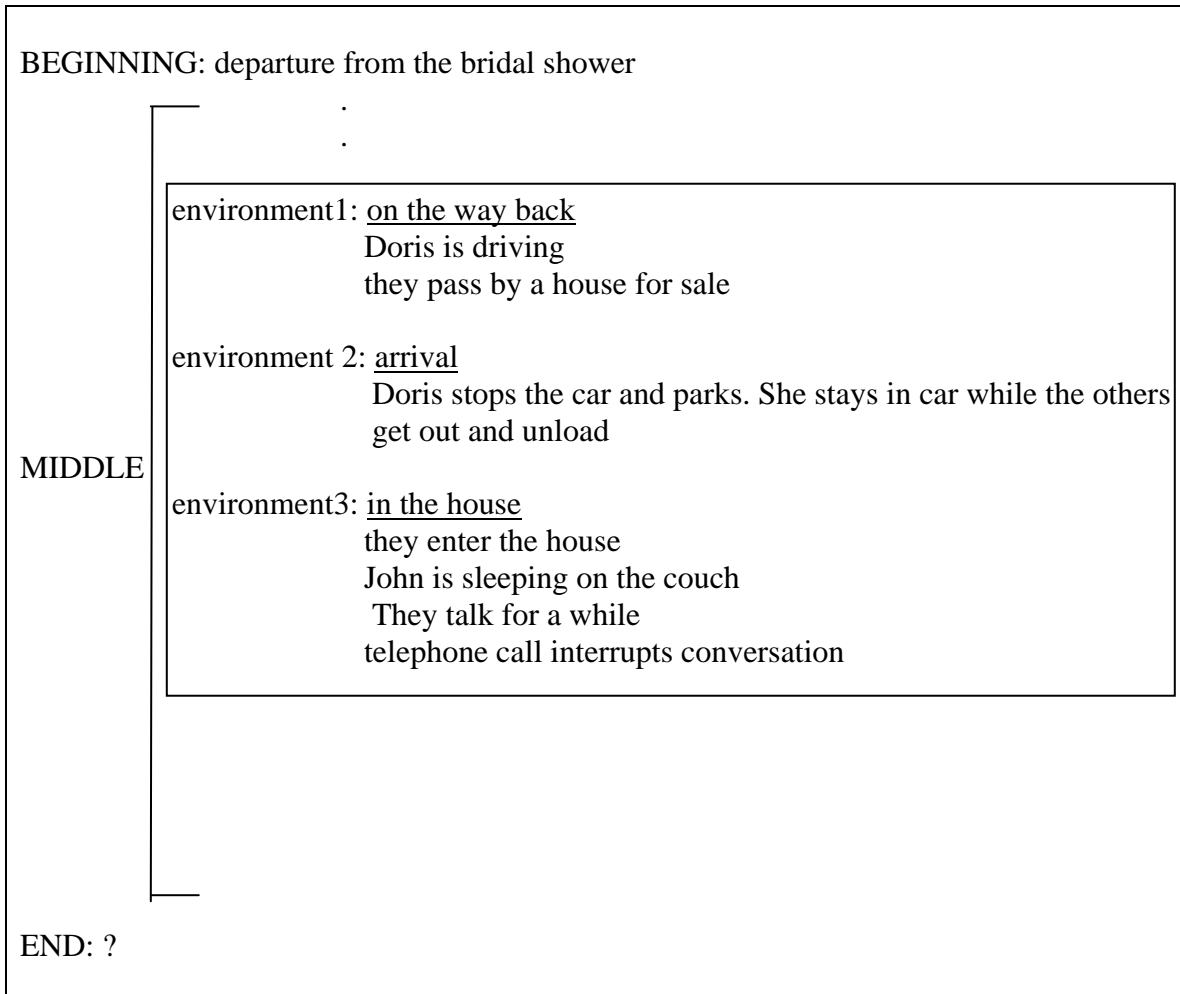 BEGINNING: departure from the bridal shower
.
.
environment1: on the way back
Doris is driving
they pass by a house for sale
environment 2: arrival
Doris stops the car and parks. She stays in car while the others
get out and unload
MIDDLE
environment3: in the house
they enter the house
John is sleeping on the couch
They talk for a while
telephone call interrupts conversation
END: ?